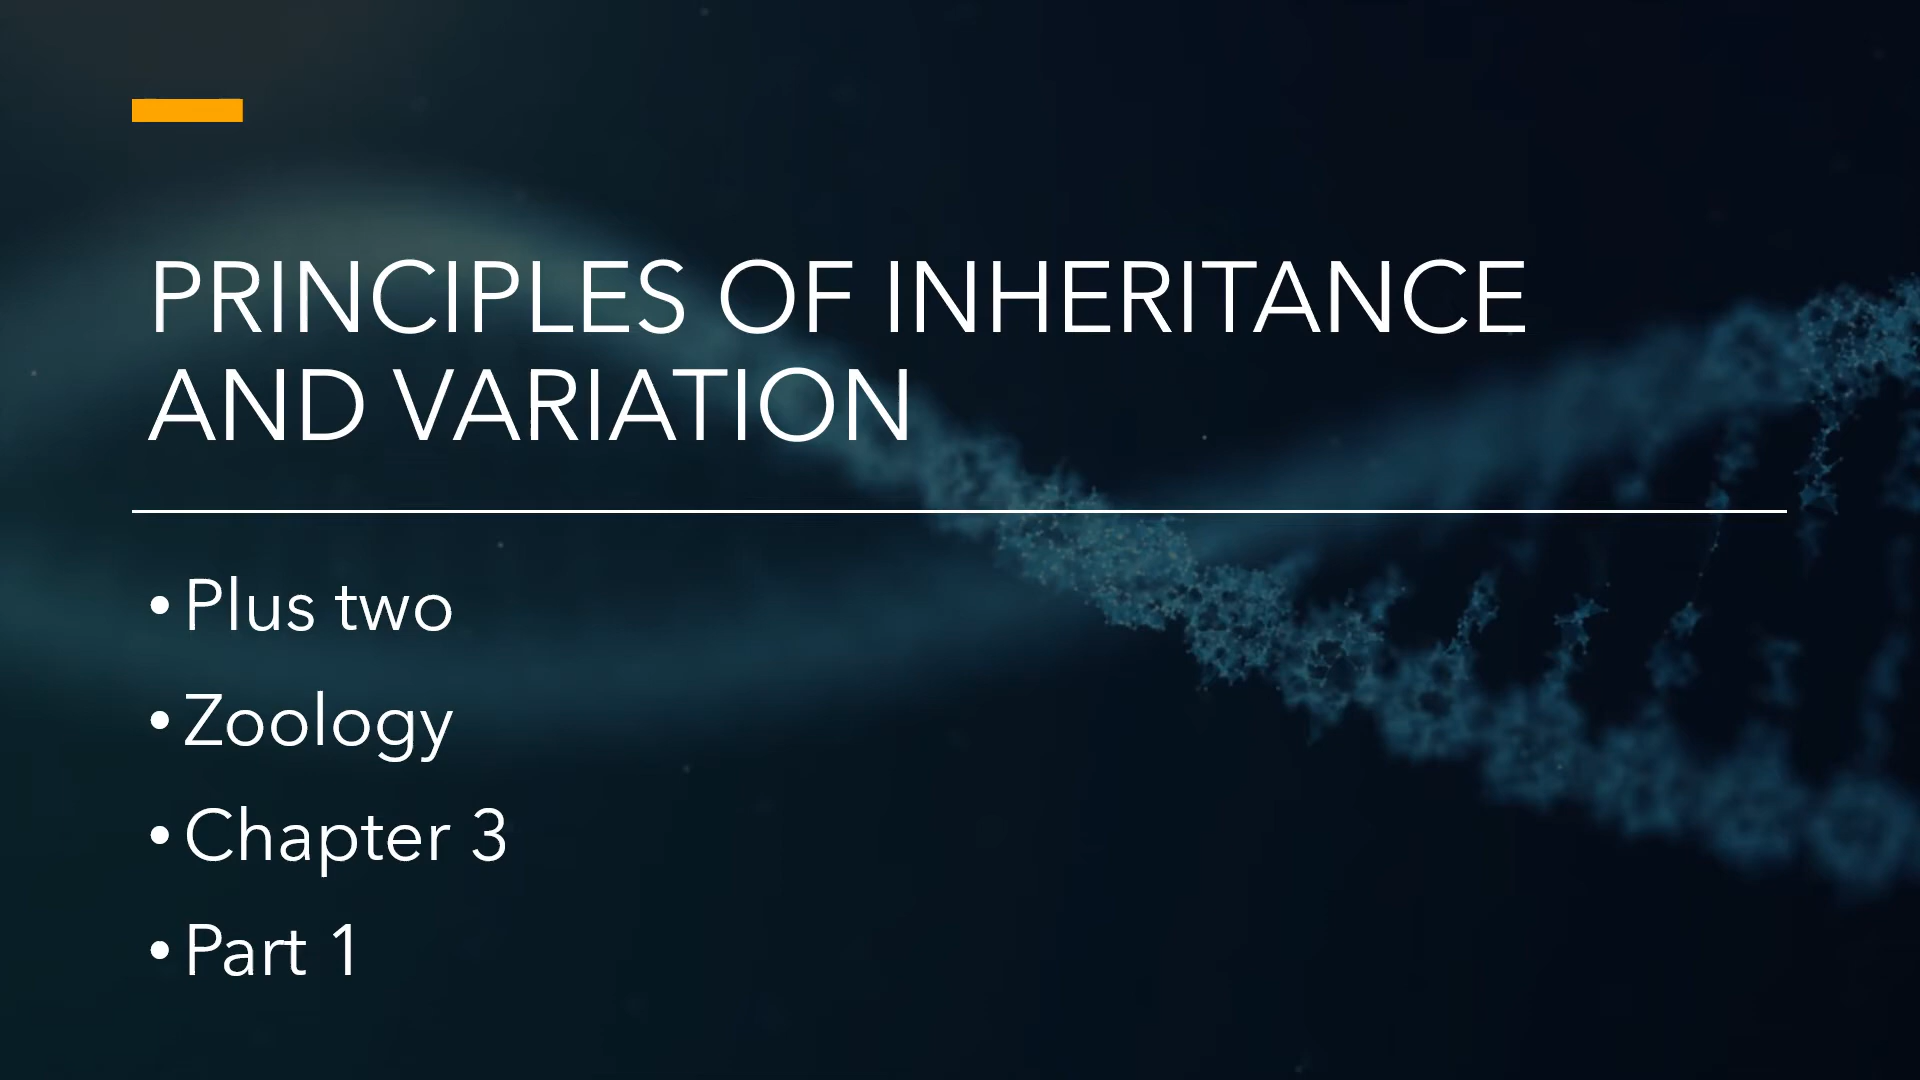 PRINCIPLES OF INHERITANCE
AND VARIATION
• Plus two
• Zoology
• Chapter 3
• Part 1